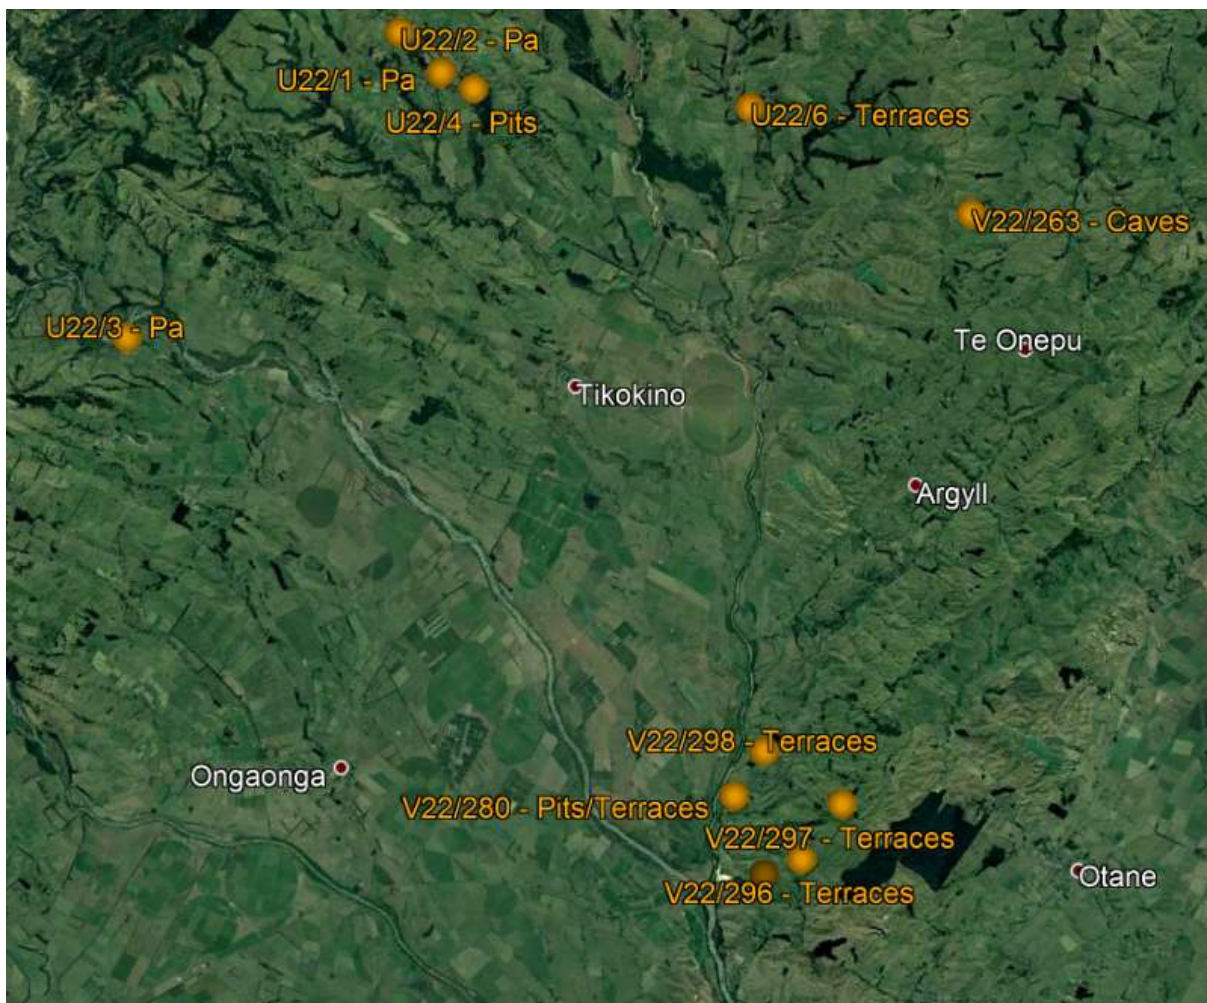 U22/2 - Pa
U22/1 - Pa
U22/4 - Pits
U22/6 - Terraces
V22/263 - Caves
U22/3 - Pa
Te Onepu
Tikokino
Argyll
V22/298 - Terraces
Ongaonga
V22/280 - Pits/Terraces
V22/297 - Terraces
Otane
V22/296 - Terraces